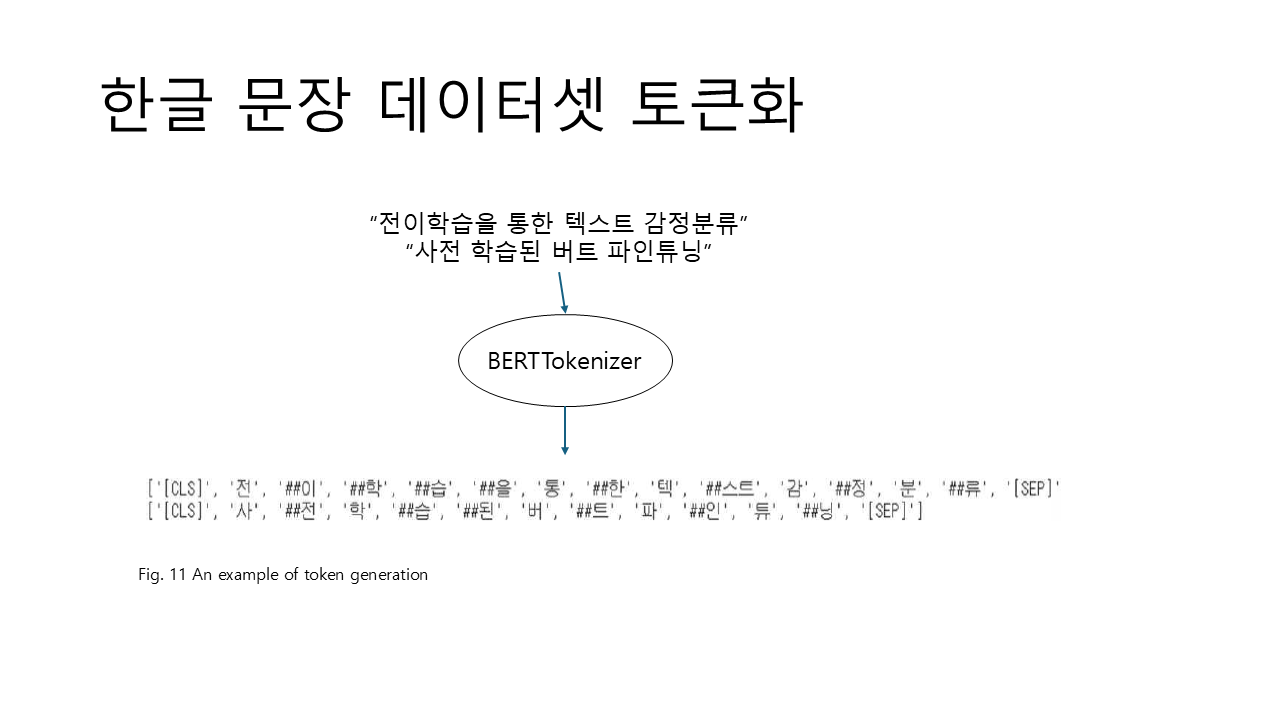 한글 문장 데이터셋 토큰화
“전이학습을 통한 텍스트 감정분류”
“사전 학습된 버트 파인튜닝”
BERTTokenizer
['[CLS]', '전', '##이', '##학', '##습', '##을', '통', '##한', '텍', '##스트', '감', '##정', '분', '##류', '[SEP]'
['[CLS]', '사', '##전', '학', '##습', '##된', '버', '##트', '파', '##인', '튜', '##닝', '[SEP]']
Fig. 11 An example of token generation